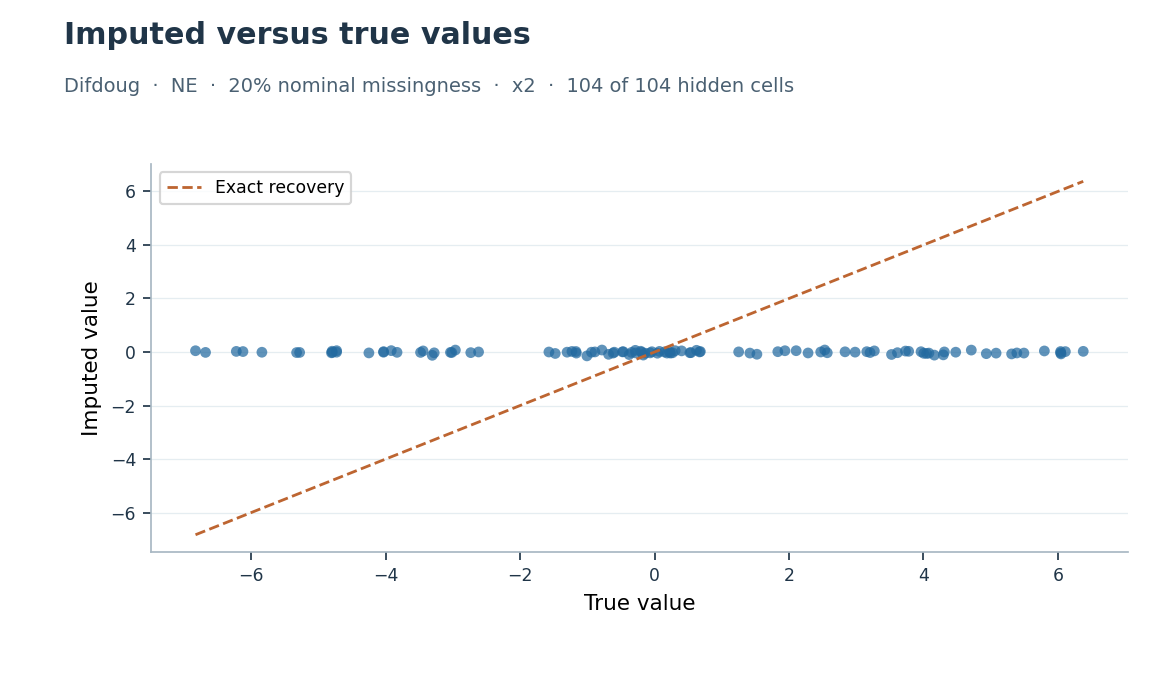 Imputed versus true values
Difdoug · NE · 20% nominal missingness · x2 · 104 of 104 hidden cells
Exact recovery
6
4
2
0
−2
−4
−6
Imputed value
−6 −4 −2 0 2 4 6
True value